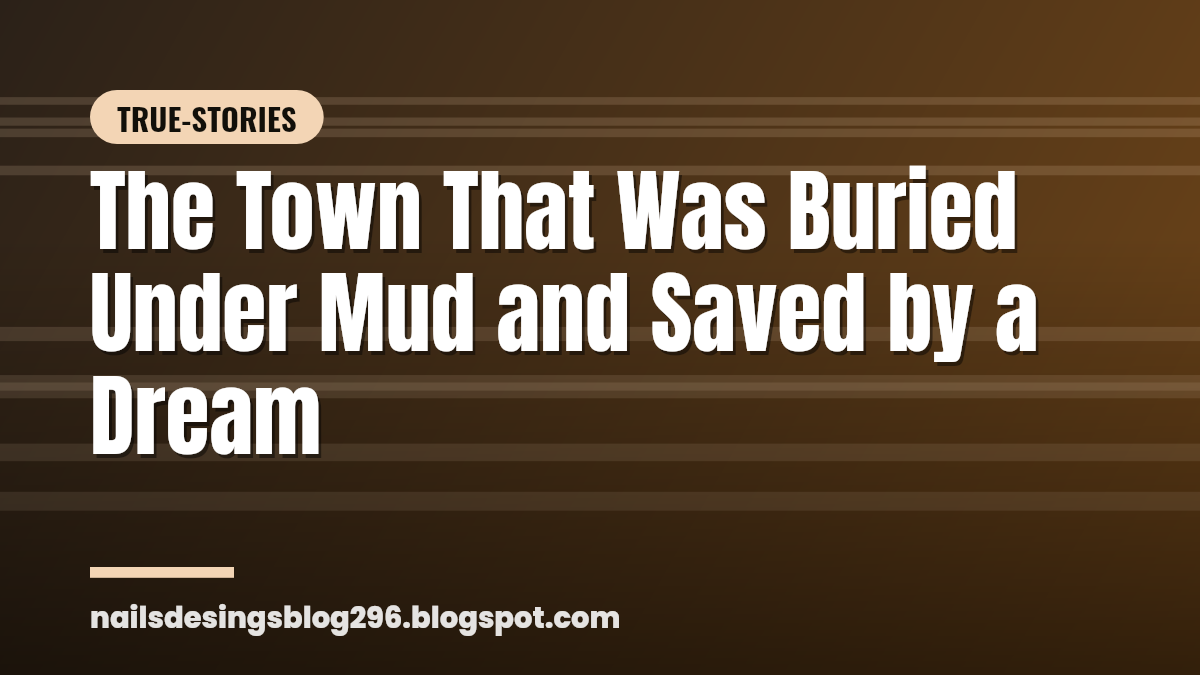 TRUE-STORIES
The Town That Was Buried
Under Mud and Saved by a
Dream
nailsdesingsblog296.blogspot.com